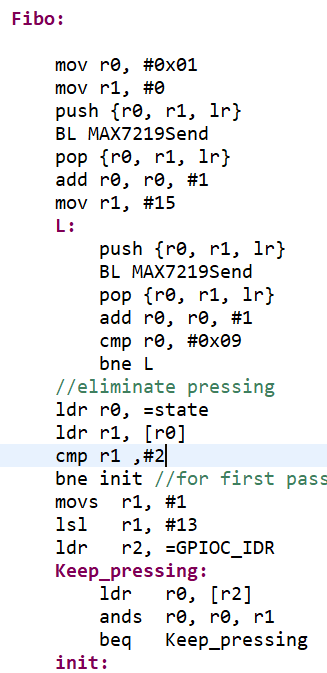 Fibo:
mov r0, #0x01
mov r1, #0
push {r0, r1, lr}
BL MAX7219Send
pop {r0, r1, lr}
add r0, r0, #1
mov r1, #15
L:
push {r0, r1, lr}
BL MAX7219Send
pop {r0, r1, lr}
add r0, r0, #1
cmp r0, #0x09
bne L
//eliminate pressing
ldr r0, =state
ldr r1, [r0]
cmp r1 ,#2
bne init //for first pass
movs r1, #1
lsl r1, #13
ldr r2, =GPIOC_IDR
Keep_pressing:
ldr r0, [r2]
ands r0, r0, r1
beq Keep_pressing
init: